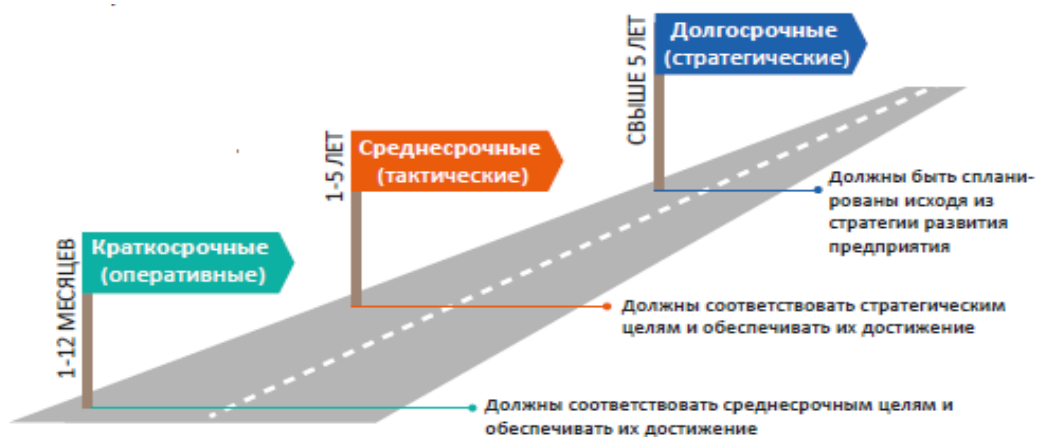 Долгосрочные
(стратегические)
СВЫШЕ 5 ЛЕТ
Среднесрочные
(тактические)
1-5 ЛЕТ
Должны быть сплани-
рованы исходя из
стратегии развития
предприятия
Краткосрочные
(оперативные)
1-12 МЕСЯЦЕВ
Должны соответствовать стратегическим
целям и обеспечивать их достижение
Должны соответствовать среднесрочным целям и
обеспечивать их достижение